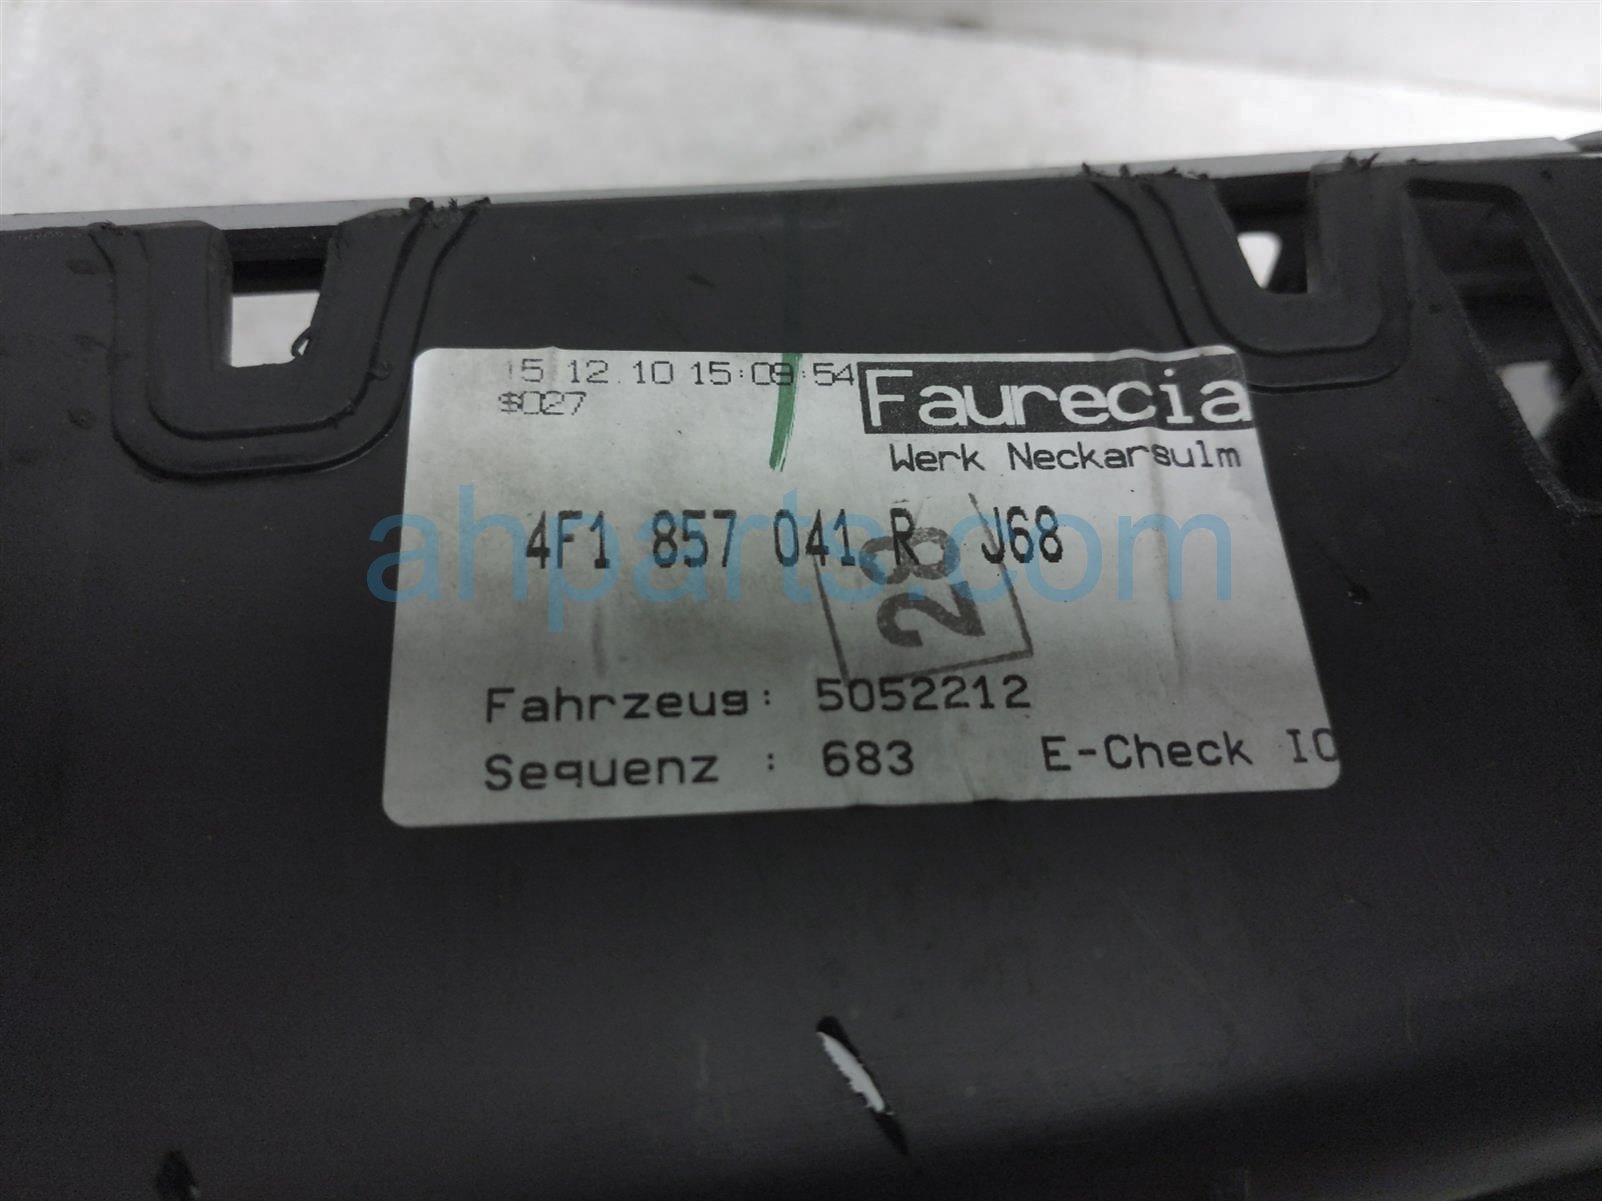 15.12.10 15:09:54
$027
Faurecia
Werk Neckarsulm
4F1 857 041 R J68
28
Fahrzeug: 5052212
Sequenz : 683 E-Check IO
ahparts.com